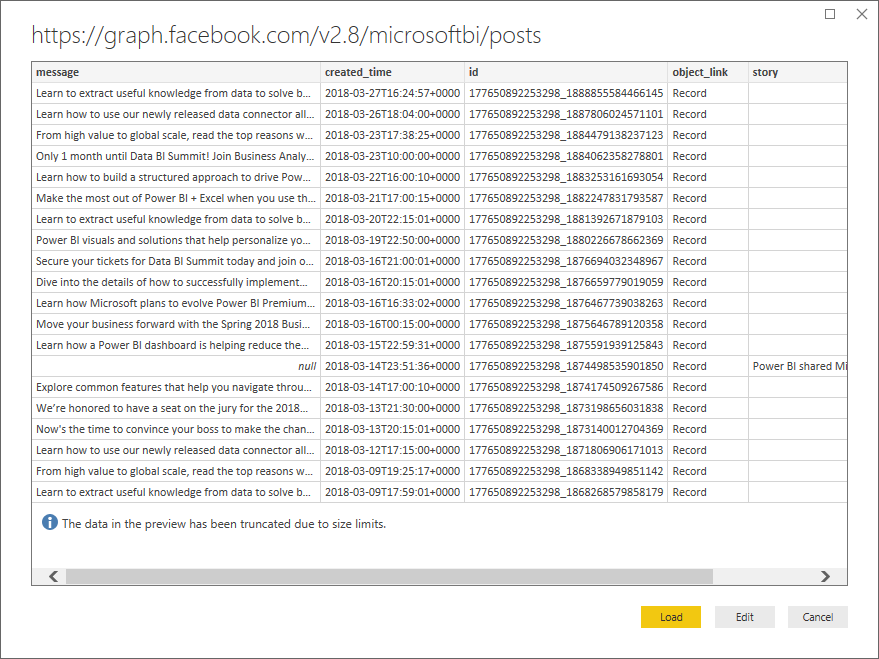 https://graph.facebook.com/v2.8/microsoftbi/posts
message created_time id object_link story
Learn to extract useful knowledge from data to solve b... 2018-03-27T16:24:57+0000 177650892253298_1888855584466145 Record
Learn how to use our newly released data connector all... 2018-03-26T18:04:00+0000 177650892253298_1887806024571101 Record
From high value to global scale, read the top reasons w... 2018-03-23T17:38:25+0000 177650892253298_1884479138237123 Record
Only 1 month until Data BI Summit! Join Business Analy... 2018-03-23T10:00:00+0000 177650892253298_1884062358278801 Record
Learn how to build a structured approach to drive Pow... 2018-03-22T16:00:10+0000 177650892253298_1883253161693054 Record
Make the most out of Power BI + Excel when you use th... 2018-03-21T17:00:15+0000 177650892253298_1882247831793587 Record
Learn to extract useful knowledge from data to solve b... 2018-03-20T22:15:01+0000 177650892253298_1881392671879103 Record
Power BI visuals and solutions that help personalize yo... 2018-03-19T22:50:00+0000 177650892253298_1880226678662369 Record
Secure your tickets for Data BI Summit today and join o... 2018-03-16T21:00:01+0000 177650892253298_1876694032348967 Record
Dive into the details of how to successfully implement... 2018-03-16T20:15:01+0000 177650892253298_1876659779019059 Record
Learn how Microsoft plans to evolve Power BI Premium... 2018-03-16T16:33:02+0000 177650892253298_1876467739038263 Record
Move your business forward with the Spring 2018 Busi... 2018-03-16T00:15:00+0000 177650892253298_1875646789120358 Record
Learn how a Power BI dashboard is helping reduce the... 2018-03-15T22:59:31+0000 177650892253298_1875591939125843 Record
null 2018-03-14T23:51:36+0000 177650892253298_1874498535901850 Record Power BI shared Mi
Explore common features that help you navigate throu... 2018-03-14T17:00:10+0000 177650892253298_1874174509267586 Record
We're honored to have a seat on the jury for the 2018... 2018-03-13T21:30:00+0000 177650892253298_1873198656031838 Record
Now's the time to convince your boss to make the chan... 2018-03-13T20:15:01+0000 177650892253298_1873140012704369 Record
Learn how to use our newly released data connector all... 2018-03-12T17:15:00+0000 177650892253298_1871806906171013 Record
From high value to global scale, read the top reasons w... 2018-03-09T19:25:17+0000 177650892253298_1868338949851142 Record
Learn to extract useful knowledge from data to solve b... 2018-03-09T17:59:01+0000 177650892253298_1868268579858179 Record
The data in the preview has been truncated due to size limits.
Load Edit Cancel